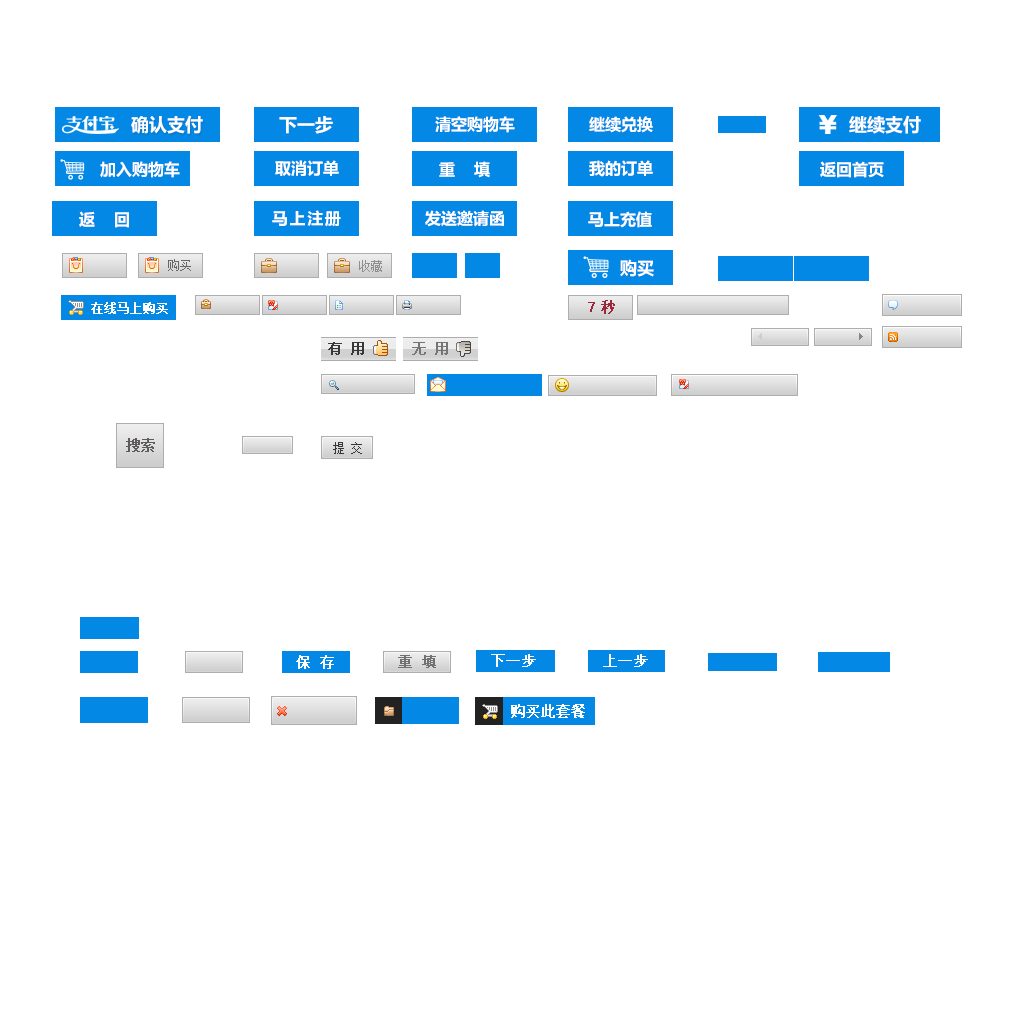 支付宝 确认支付
下一步
清空购物车
继续兑换
¥ 继续支付
加入购物车
取消订单
重 填
我的订单
返回首页
返 回
马上注册
发送邀请函
马上充值
购买
收藏
购买
在线马上购买
7 秒
有 用
无 用
搜索
提 交
保 存
重 填
下一步
上一步
购买此套餐